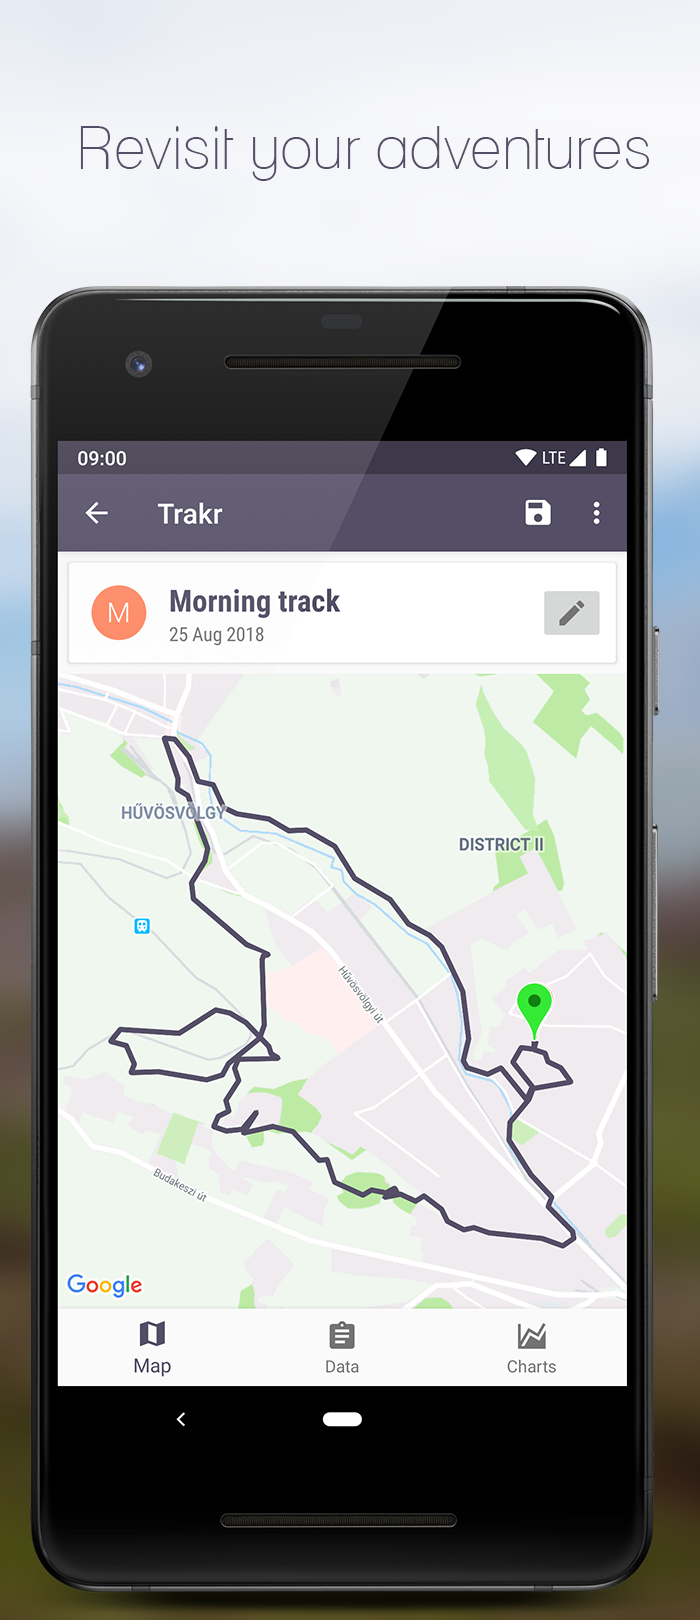 Revisit your adventures
09:00
LTE
Trakr
M
Morning track
25 Aug 2018
HŰVÖSVÖLGY
DISTRICT II
Hűvösvölgyi út
Budakeszi út
Google
Map
Data
Charts